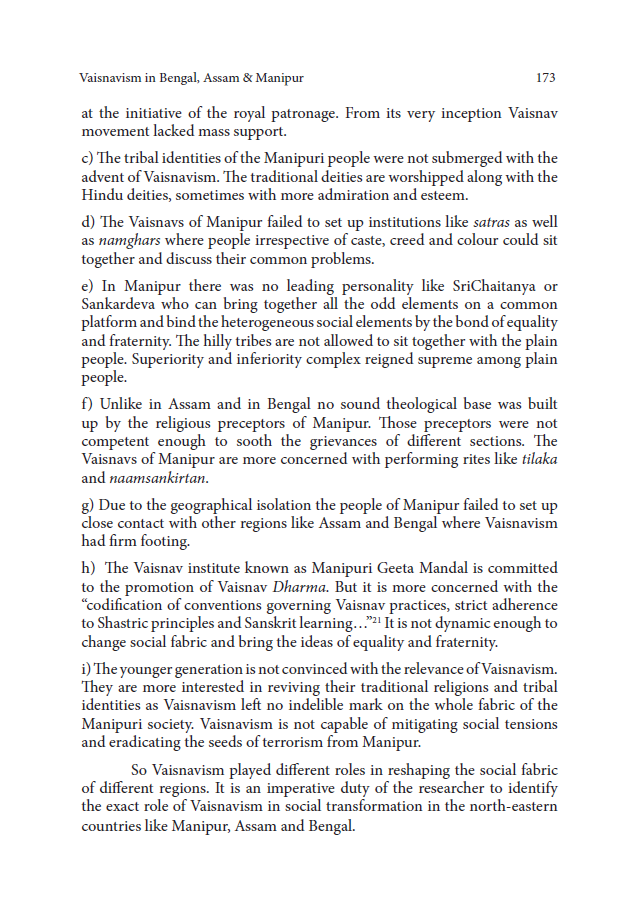 Vaisnavism in Bengal, Assam & Manipur 173
at the initiative of the royal patronage. From its very inception Vaisnav
movement lacked mass support.
c) The tribal identities of the Manipuri people were not submerged with the
advent of Vaisnavism. The traditional deities are worshipped along with the
Hindu deities, sometimes with more admiration and esteem.
d) The Vaisnavs of Manipur failed to set up institutions like satras as well
as namghars where people irrespective of caste, creed and colour could sit
together and discuss their common problems.
e) In Manipur there was no leading personality like SriChaitanya or
Sankardeva who can bring together all the odd elements on a common
platform and bind the heterogeneous social elements by the bond of equality
and fraternity. The hilly tribes are not allowed to sit together with the plain
people. Superiority and inferiority complex reigned supreme among plain
people.
f) Unlike in Assam and in Bengal no sound theological base was built
up by the religious preceptors of Manipur. Those preceptors were not
competent enough to sooth the grievances of different sections. The
Vaisnavs of Manipur are more concerned with performing rites like tilaka
and naamsankirtan.
g) Due to the geographical isolation the people of Manipur failed to set up
close contact with other regions like Assam and Bengal where Vaisnavism
had firm footing.
h) The Vaisnav institute known as Manipuri Geeta Mandal is committed
to the promotion of Vaisnav Dharma. But it is more concerned with the
“codification of conventions governing Vaisnav practices, strict adherence
to Shastric principles and Sanskrit learning…”21 It is not dynamic enough to
change social fabric and bring the ideas of equality and fraternity.
i) The younger generation is not convinced with the relevance of Vaisnavism.
They are more interested in reviving their traditional religions and tribal
identities as Vaisnavism left no indelible mark on the whole fabric of the
Manipuri society. Vaisnavism is not capable of mitigating social tensions
and eradicating the seeds of terrorism from Manipur.
So Vaisnavism played different roles in reshaping the social fabric
of different regions. It is an imperative duty of the researcher to identify
the exact role of Vaisnavism in social transformation in the north-eastern
countries like Manipur, Assam and Bengal.